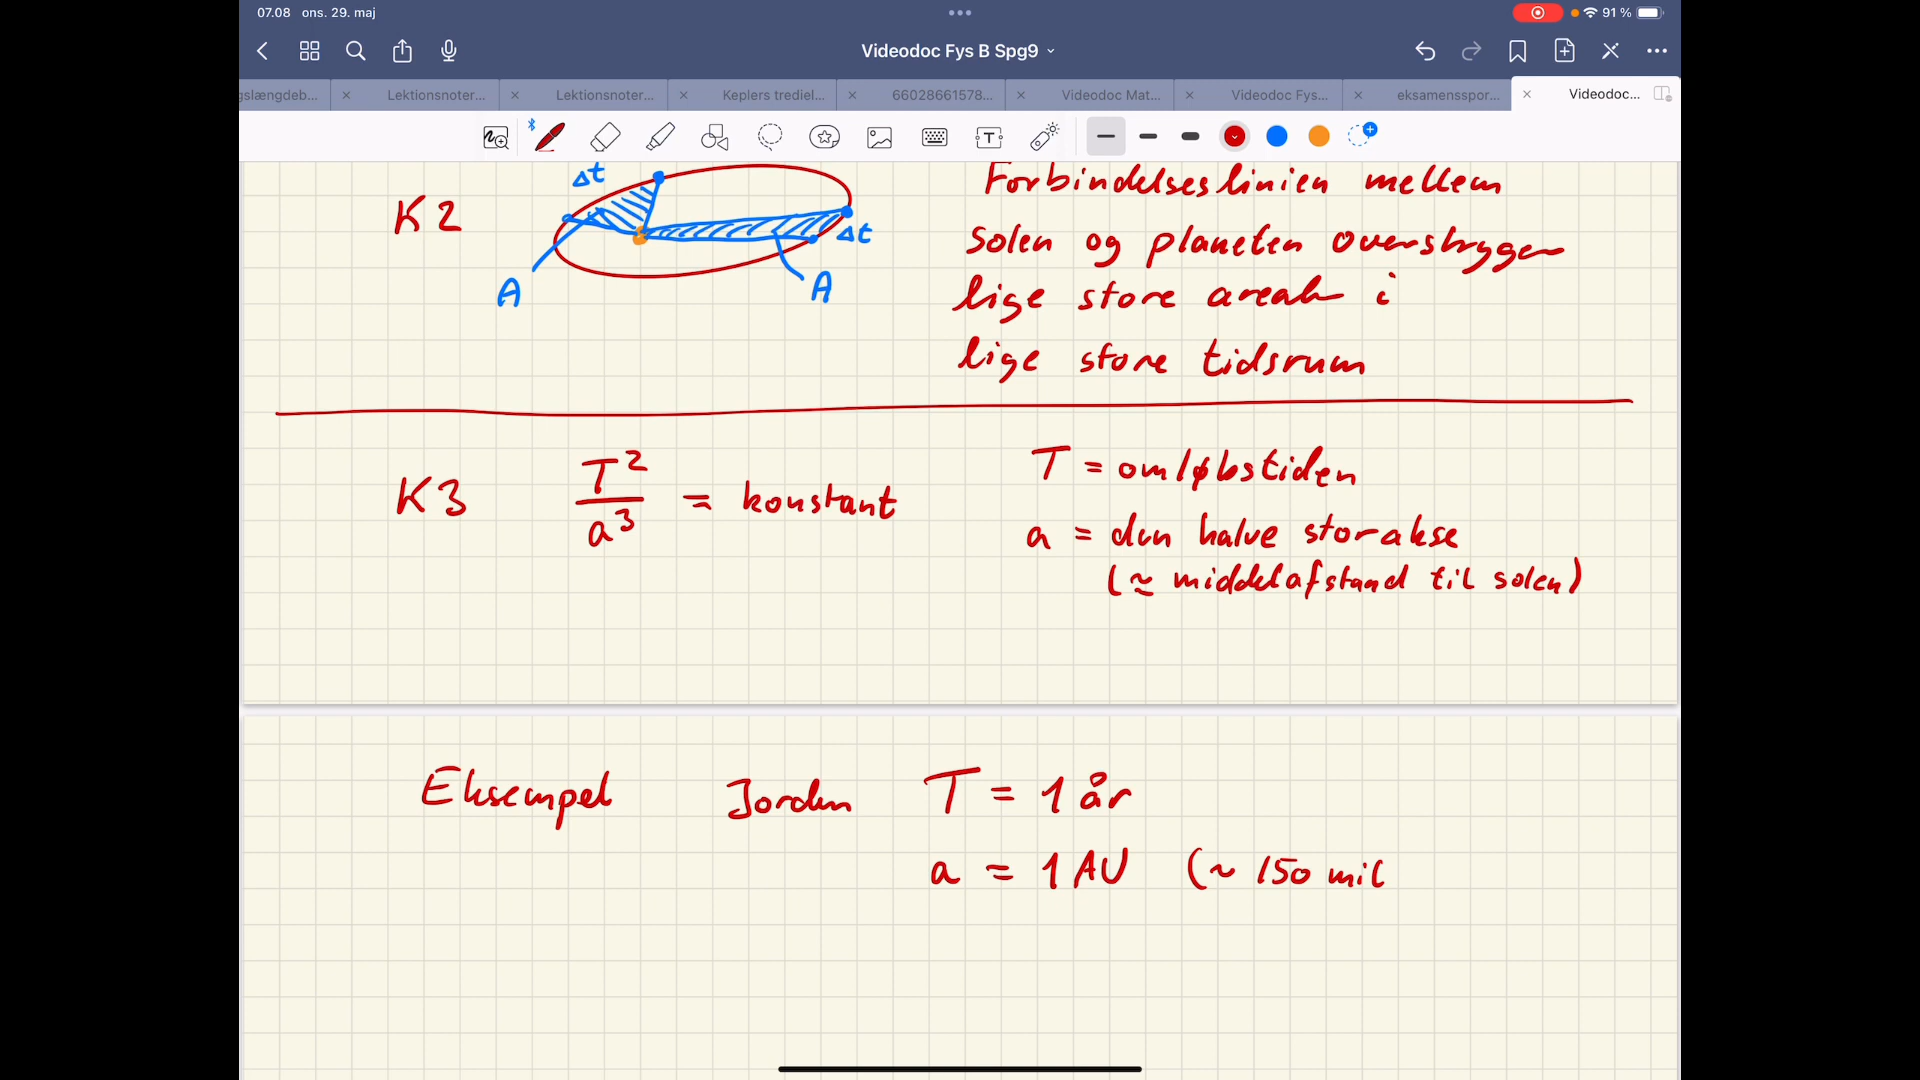 07.08 ons. 29. maj
91 %
Videodoc Fys B Spg9
gslængdeb...
Lektionsnoter...
Lektionsnoter...
Keplers trediel...
66028661578...
Videodoc Mat...
Videodoc Fys...
eksamensspor...
Videodoc...
K2
Δt
Δt
A
A
Forbindelseslinien mellem
Solen og planeten overstryger
lige store arealer i
lige store tidsrum
K3
T²/a³ = konstant
T = omløbstiden
a = den halve storakse
(≃ middelafstand til solen)
Eksempel Jorden T = 1 år
a = 1 AU (~ 150 mil